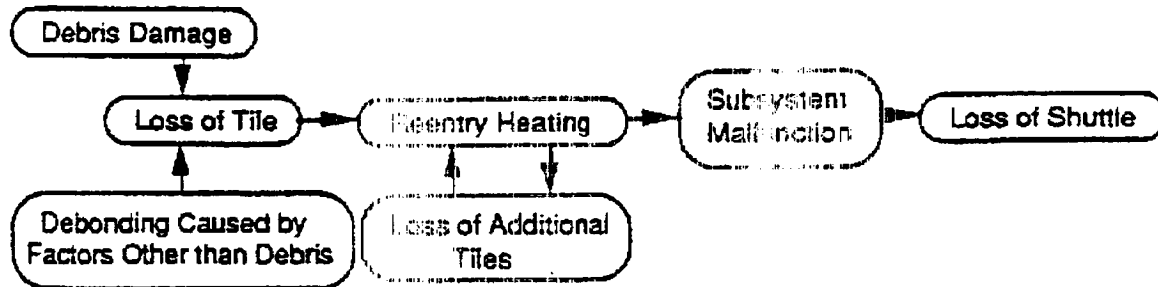 Debris Damage
Loss of Tile
Reentry Heating
Subsystem
Malfunction
Loss of Shuttle
Debonding Caused by
Factors Other than Debris
Loss of Additional
Tiles